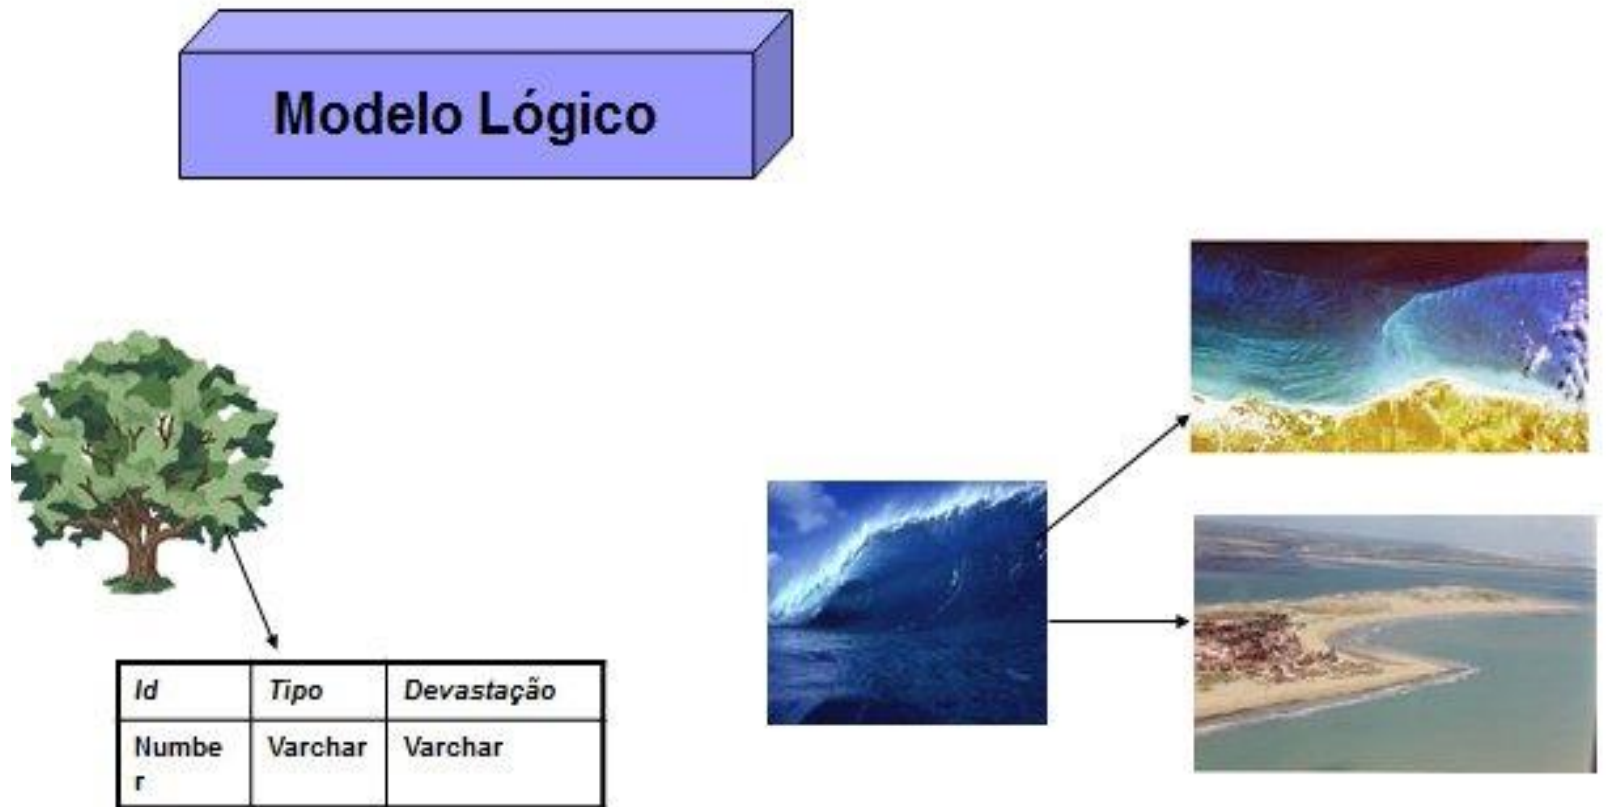 Modelo Lógico
Id Tipo Devastação
Numbe Varchar Varchar
r